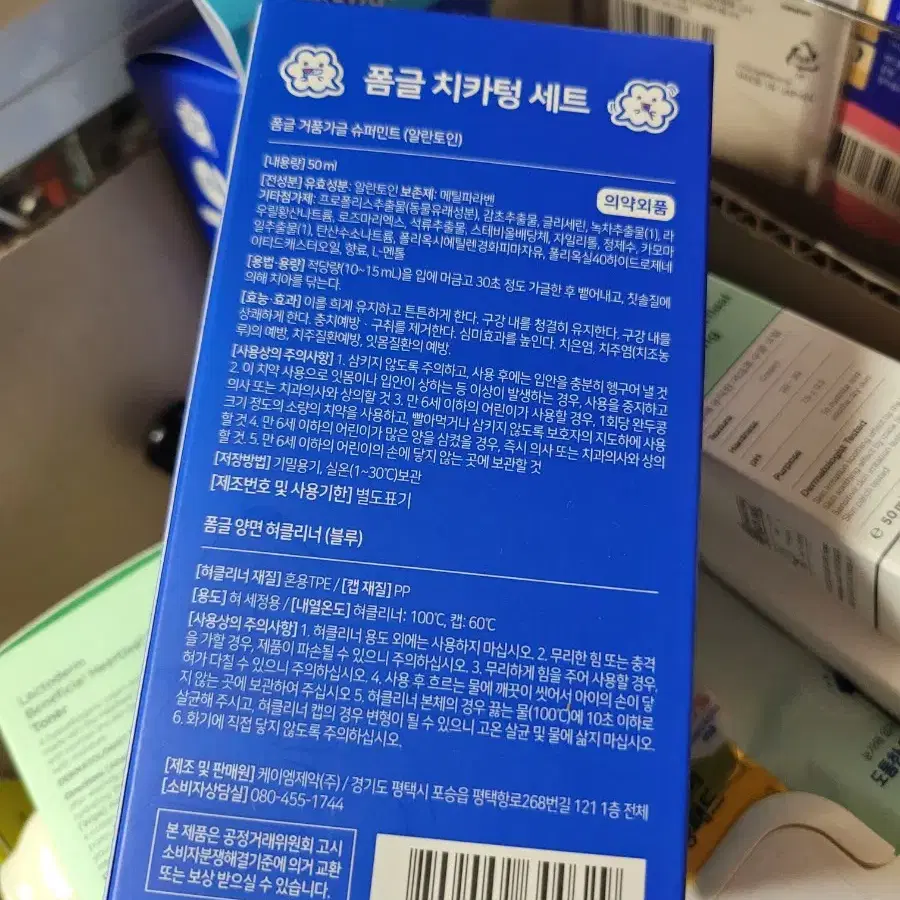 폼글 치카텅 세트
폼글 거품가글 슈퍼민트 (알란토인)
[내용량] 50ml
의약외품
[전성분] 유효성분: 알란토인 보존제: 메틸파라벤
기타첨가제: 프로폴리스추출물(동물유래성분), 감초추출물, 글리세린, 녹차추출물(1), 라
우릴황산나트륨, 로즈마리엑스, 석류추출물, 스테비올배당체, 자일리톨, 정제수, 카모마
일추출물(1), 탄산수소나트륨, 폴리옥시에틸렌경화피마자유, 폴리옥실40하이드로제네
이티드캐스터오일, 향료, L-멘톨
[용법·용량] 적당량(10~15mL)을 입에 머금고 30초 정도 가글한 후 뱉어내고, 칫솔질에
의해 치아를 닦는다.
[효능·효과] 이를 희게 유지하고 튼튼하게 한다. 구강 내를 청결히 유지한다. 구강 내를
상쾌하게 한다. 충치예방·구취를 제거한다. 심미효과를 높인다. 치은염, 치주염(치조농
루)의 예방, 치주질환예방, 잇몸질환의 예방.
[사용상의 주의사항] 1. 삼키지 않도록 주의하고, 사용 후에는 입안을 충분히 헹구어 낼 것
2. 이 치약 사용으로 잇몸이나 입안이 상하는 등 이상이 발생하는 경우, 사용을 중지하고
의사 또는 치과의사와 상의할 것 3. 만 6세 이하의 어린이가 사용할 경우, 1회당 완두콩
크기 정도의 소량의 치약을 사용하고, 빨아먹거나 삼키지 않도록 보호자의 지도하에 사용
할 것 4. 만 6세 이하의 어린이가 많은 양을 삼켰을 경우, 즉시 의사 또는 치과의사와 상의
할 것. 5. 만 6세 이하의 어린이의 손에 닿지 않는 곳에 보관할 것
[저장방법] 기밀용기, 실온(1~30℃)보관
[제조번호 및 사용기한] 별도표기
폼글 양면 혀클리너 (블루)
[혀클리너 재질] 혼용TPE / [캡 재질] PP
[용도] 혀 세정용 / [내열온도] 혀클리너: 100℃, 캡: 60℃
[사용상의 주의사항] 1. 혀클리너 용도 외에는 사용하지 마십시오. 2. 무리한 힘 또는 충격
을 가할 경우, 제품이 파손될 수 있으니 주의하십시오. 3. 무리하게 힘을 주어 사용할 경우,
혀가 다칠 수 있으니 주의하십시오. 4. 사용 후 흐르는 물에 깨끗이 씻어서 아이의 손이 닿
지 않는 곳에 보관하여 주십시오 5. 혀클리너 본체의 경우 끓는 물(100℃)에 10초 이하로
살균해 주시고, 혀클리너 캡의 경우 변형이 될 수 있으니 고온 살균 및 물에 삶지 마십시오.
6. 화기에 직접 닿지 않도록 하십시오.
[제조 및 판매원] 케이엠제약(주) / 경기도 평택시 포승읍 평택항로268번길 121 1층 전체
[소비자상담실] 080-455-1744
본 제품은 공정거래위원회 고시
소비자분쟁해결기준에 의거 교환
또는 보상 받으실 수 있습니다.
Lactoderm
Beneficial
Toner
Dermatologist Tested